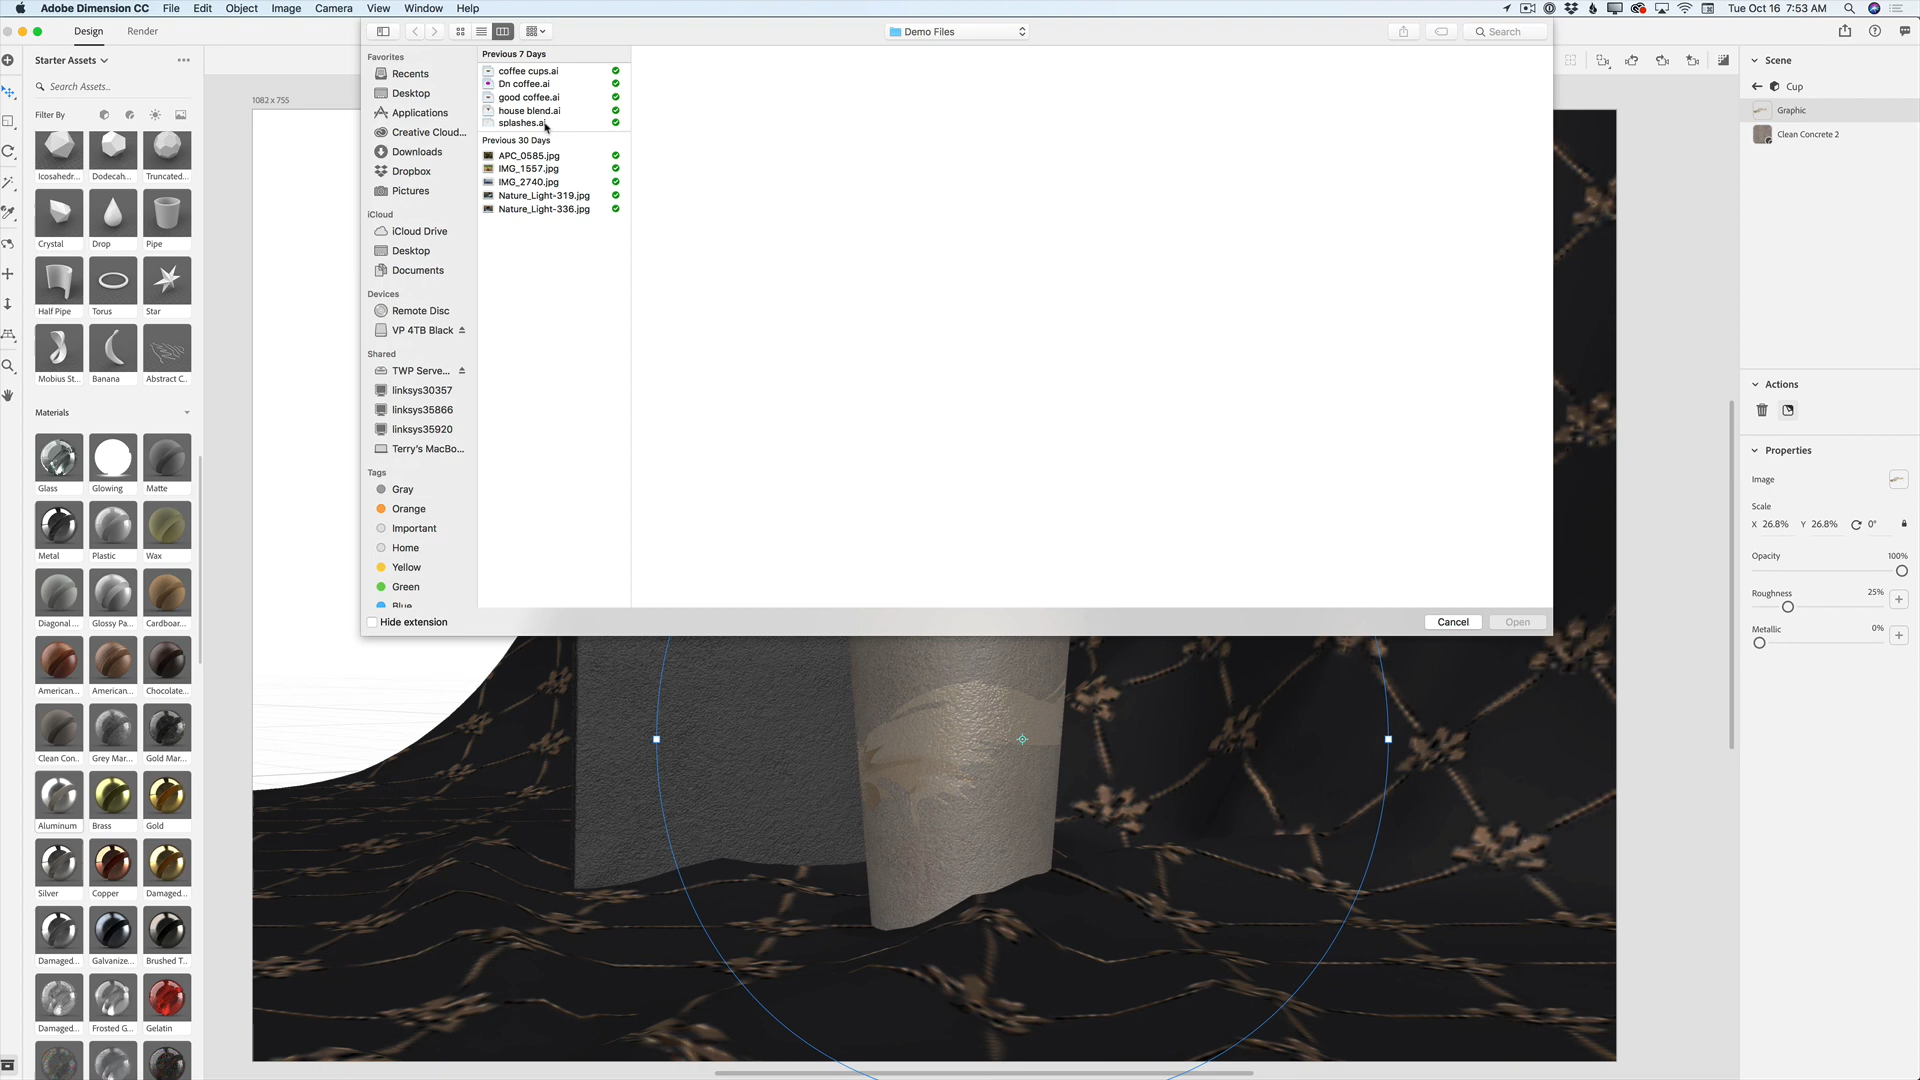 Adobe Dimension CC File Edit Object Image Camera View Window Help
Tue Oct 16 7:53 AM
Design Render
Demo Files
Search
Starter Assets
Search Assets..
Filter By
Icosahedr... Dodecah... Truncated...
Crystal Drop Pipe
Half Pipe Torus Star
Mobius St... Banana Abstract C..
Materials
Glass Glowing Matte
Metal Plastic Wax
Diagonal .. Glossy Pa... Cardboar...
American... American... Chocolate...
Clean Con.. Grey Mar... Gold Mar...
Aluminum Brass Gold
Silver Copper Damaged...
Damaged... Galvanize... Brushed T..
Damaged... Frosted G... Gelatin
1082 x 755
Favorites
Recents
Desktop
Applications
Creative Cloud...
Downloads
Dropbox
Pictures
iCloud
iCloud Drive
Desktop
Documents
Devices
Remote Disc
VP 4TB Black
Shared
TWP Serve...
linksys30357
linksys35866
linksys35920
Terry's MacBo...
Tags
Gray
Orange
Important
Home
Yellow
Green
Blue
Previous 7 Days
coffee cups.ai
Dn coffee.ai
good coffee.ai
house blend.ai
splashes.ai
Previous 30 Days
APC_0585.jpg
IMG_1557.jpg
IMG_2740.jpg
Nature_Light-319.jpg
Nature_Light-336.jpg
Hide extension
Cancel Open
Scene
Cup
Graphic
Clean Concrete 2
Actions
Properties
Image
Scale
X 26.8% Y 26.8% 0°
Opacity 100%
Roughness 25%
Metallic 0%